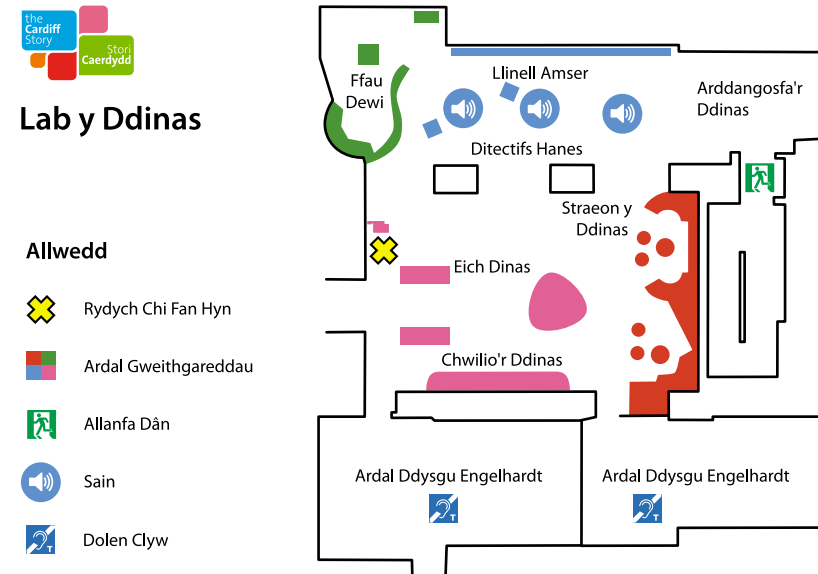 the
Cardiff
Story
Stori
Caerdydd
Lab y Ddinas
Allwedd
Rydych Chi Fan Hyn
Ardal Gweithgareddau
Allanfa Dân
Sain
Dolen Clyw
T
Ffau
Dewi
Llinell Amser
Arddangosfa'r
Ddinas
Ditectifs Hanes
Straeon y
Ddinas
Eich Dinas
Chwilio'r Ddinas
Ardal Ddysgu Engelhardt
T
Ardal Ddysgu Engelhardt
T